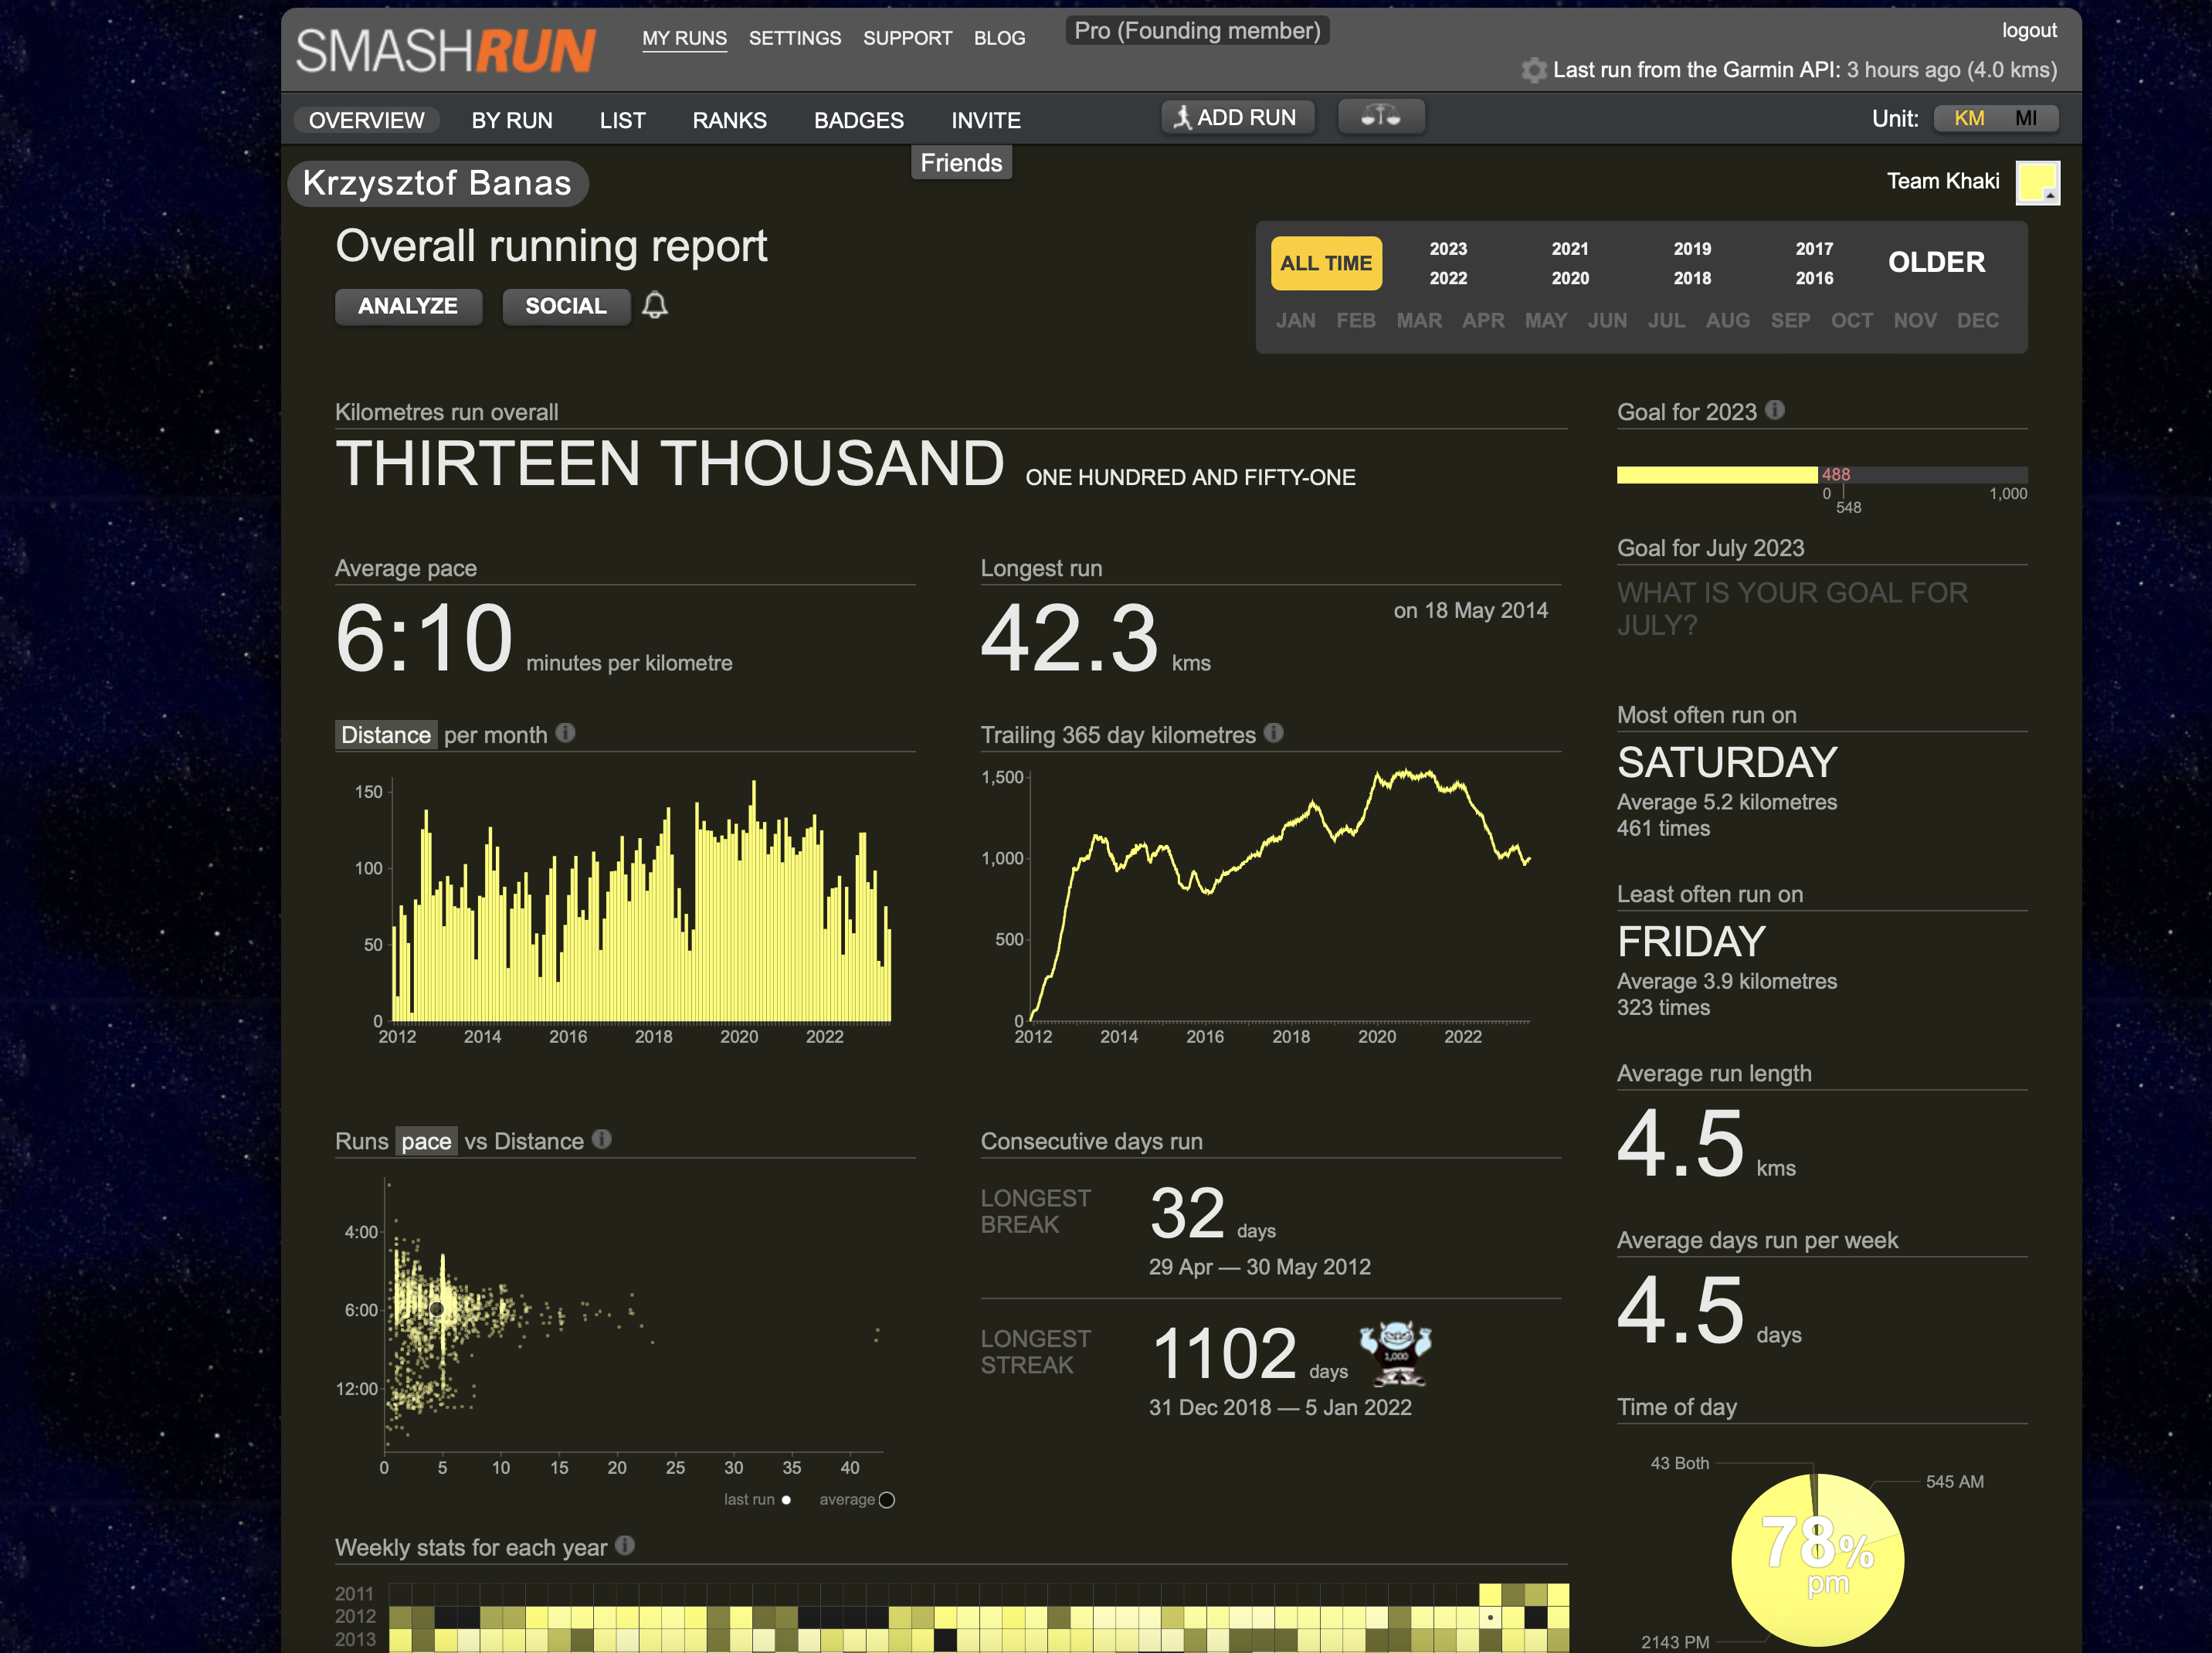 SMASHRUN
MY RUNS SETTINGS SUPPORT BLOG
Pro (Founding member)
logout
Last run from the Garmin API: 3 hours ago (4.0 kms)
OVERVIEW BY RUN LIST RANKS BADGES INVITE
ADD RUN
Unit: KM MI
Friends
Krzysztof Banas
Team Khaki
Overall running report
ANALYZE SOCIAL
ALL TIME
2023 2021 2019 2017
2022 2020 2018 2016
OLDER
JAN FEB MAR APR MAY JUN JUL AUG SEP OCT NOV DEC
Kilometres run overall
THIRTEEN THOUSAND ONE HUNDRED AND FIFTY-ONE
Goal for 2023
488
0 1,000
548
Goal for July 2023
WHAT IS YOUR GOAL FOR
JULY?
Average pace
6:10 minutes per kilometre
Longest run
on 18 May 2014
42.3 kms
Distance per month
150
100
50
0
2012 2014 2016 2018 2020 2022
Trailing 365 day kilometres
1,500
1,000
500
0
2012 2014 2016 2018 2020 2022
Most often run on
SATURDAY
Average 5.2 kilometres
461 times
Least often run on
FRIDAY
Average 3.9 kilometres
323 times
Average run length
4.5 kms
Average days run per week
4.5 days
Runs pace vs Distance
4:00
6:00
12:00
0 5 10 15 20 25 30 35 40
last run average
Consecutive days run
LONGEST
BREAK
32 days
29 Apr — 30 May 2012
LONGEST
STREAK
1102 days
1,000
31 Dec 2018 — 5 Jan 2022
Time of day
43 Both
545 AM
78%
pm
2143 PM
Weekly stats for each year
2011
2012
2013